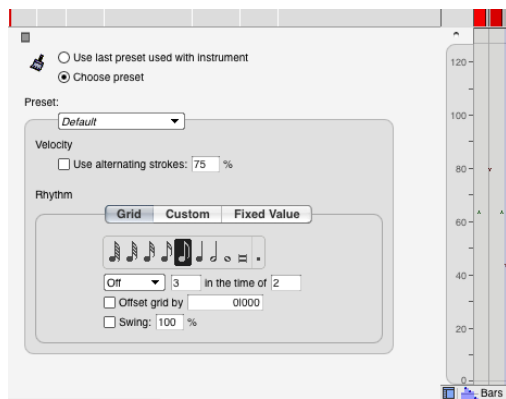 Use last preset used with instrument
Choose preset
Preset:
Default
Velocity
Use alternating strokes: 75 %
Rhythm
Grid Custom Fixed Value
Off 3 in the time of 2
Offset grid by 0|000
Swing: 100 %
120
100
80
60
40
20
0
Bars